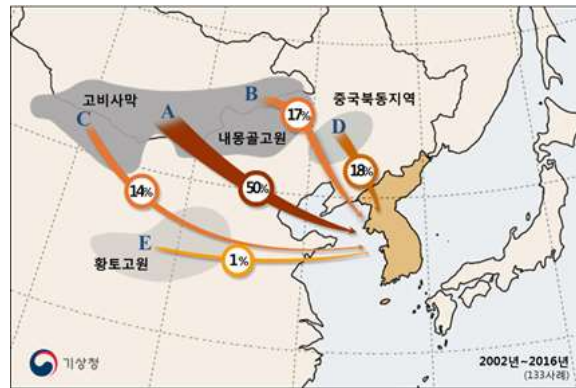 고비사막
B
중국북동지역
C
A
17%
D
내몽골고원
18%
14%
50%
E
황토고원
1%
기상청
2002년~2016년
(133사례)